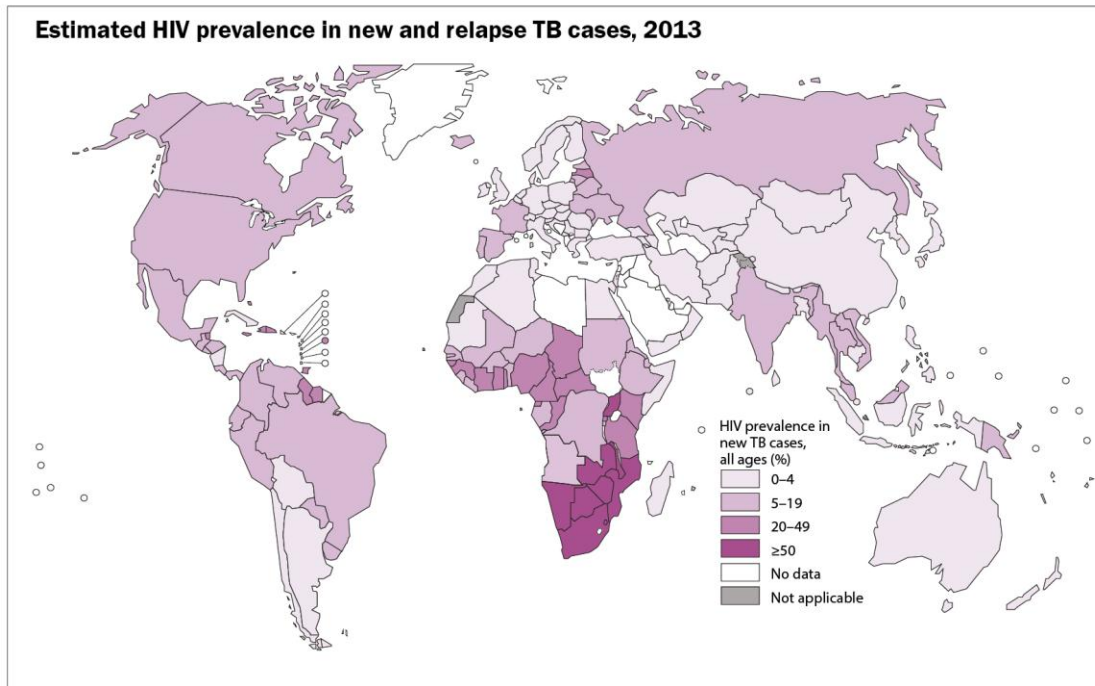 Estimated HIV prevalence in new and relapse TB cases, 2013
HIV prevalence in
new TB cases,
all ages (%)
0–4
5–19
20–49
≥50
No data
Not applicable